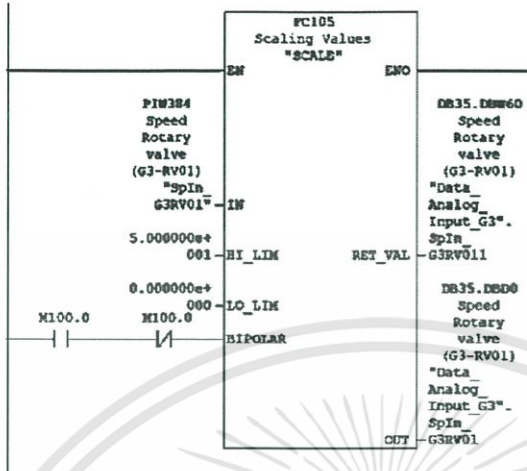 FC105
Scaling Values
"SCALE"
EN
ENO
PIW384
Speed
Rotary
valve
(G3-RV01)
"SpIn_
G3RV01"
IN
DB35.DBW60
Speed
Rotary
valve
(G3-RV01)
"Data_
Analog_
Input_G3".
SpIn_
G3RV011
RET_VAL
5.000000e+
001
HI_LIM
0.000000e+
000
LO_LIM
M100.0
M100.0
BIPOLAR
DB35.DBD0
Speed
Rotary
valve
(G3-RV01)
"Data_
Analog_
Input_G3".
SpIn_
G3RV01
OUT